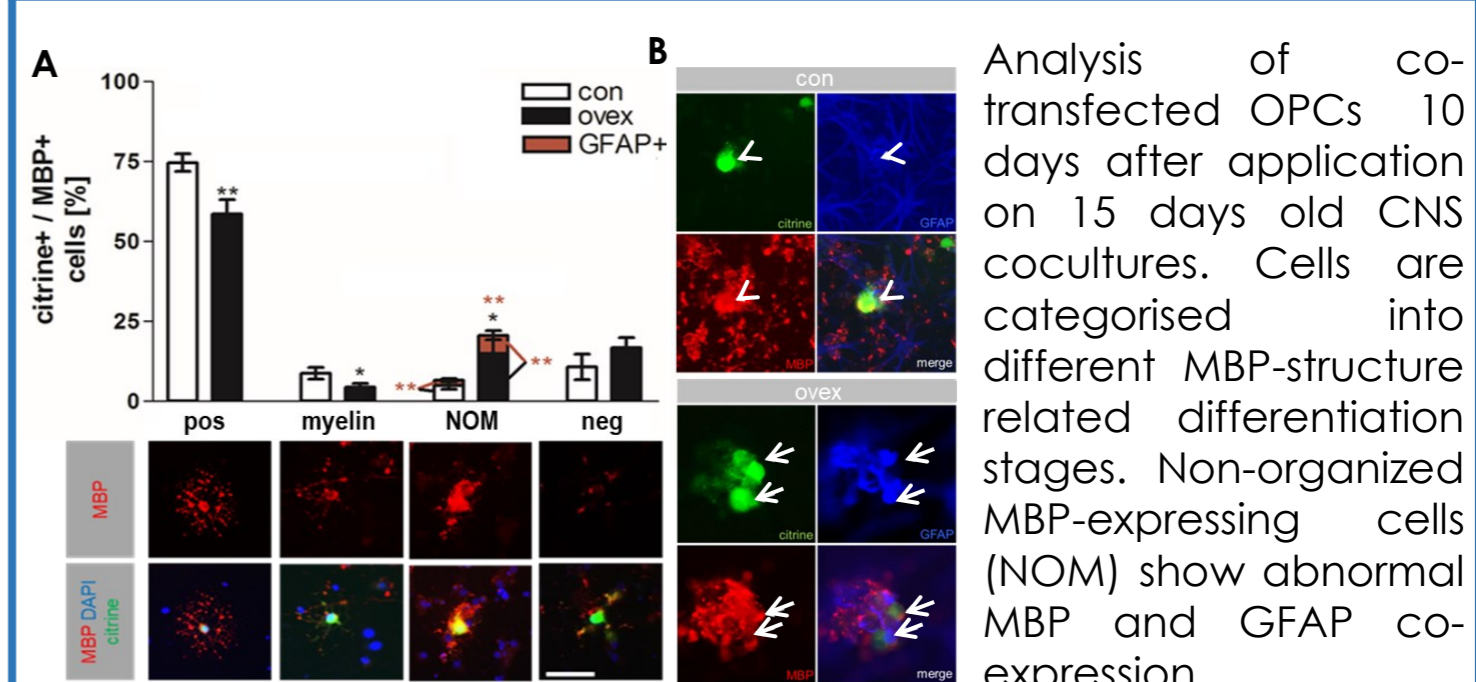 A
100
75
50
25
0
citrine+ / MBP+
cells [%]
con
ovex
GFAP+
**
*
**
**
*
**
pos myelin NOM neg
MBP
MBP DAPI
citrine
B
con
citrine
GFAP
MBP
merge
ovex
citrine
GFAP
MBP
merge
Analysis of co-
transfected OPCs 10
days after application
on 15 days old CNS
cocultures. Cells are
categorised into
different MBP-structure
related differentiation
stages. Non-organized
MBP-expressing cells
(NOM) show abnormal
MBP and GFAP co-
expression